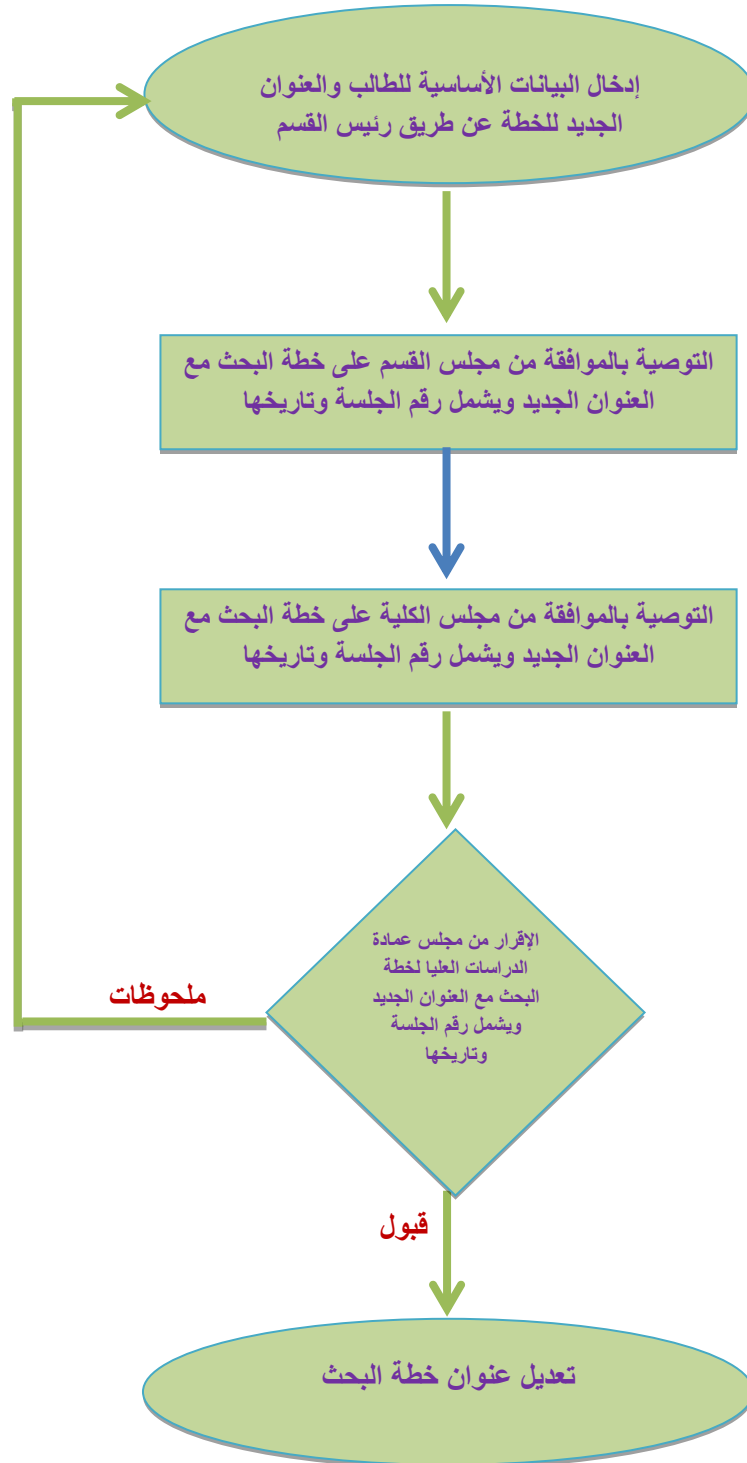 إدخال البيانات الأساسية للطالب والعنوان
الجديد للخطة عن طريق رئيس القسم
التوصية بالموافقة من مجلس القسم على خطة البحث مع
العنوان الجديد ويشمل رقم الجلسة وتاريخها
التوصية بالموافقة من مجلس الكلية على خطة البحث مع
العنوان الجديد ويشمل رقم الجلسة وتاريخها
الإقرار من مجلس عمادة
الدراسات العليا لخطة
البحث مع العنوان الجديد
ويشمل رقم الجلسة
وتاريخها
ملحوظات
قبول
تعديل عنوان خطة البحث